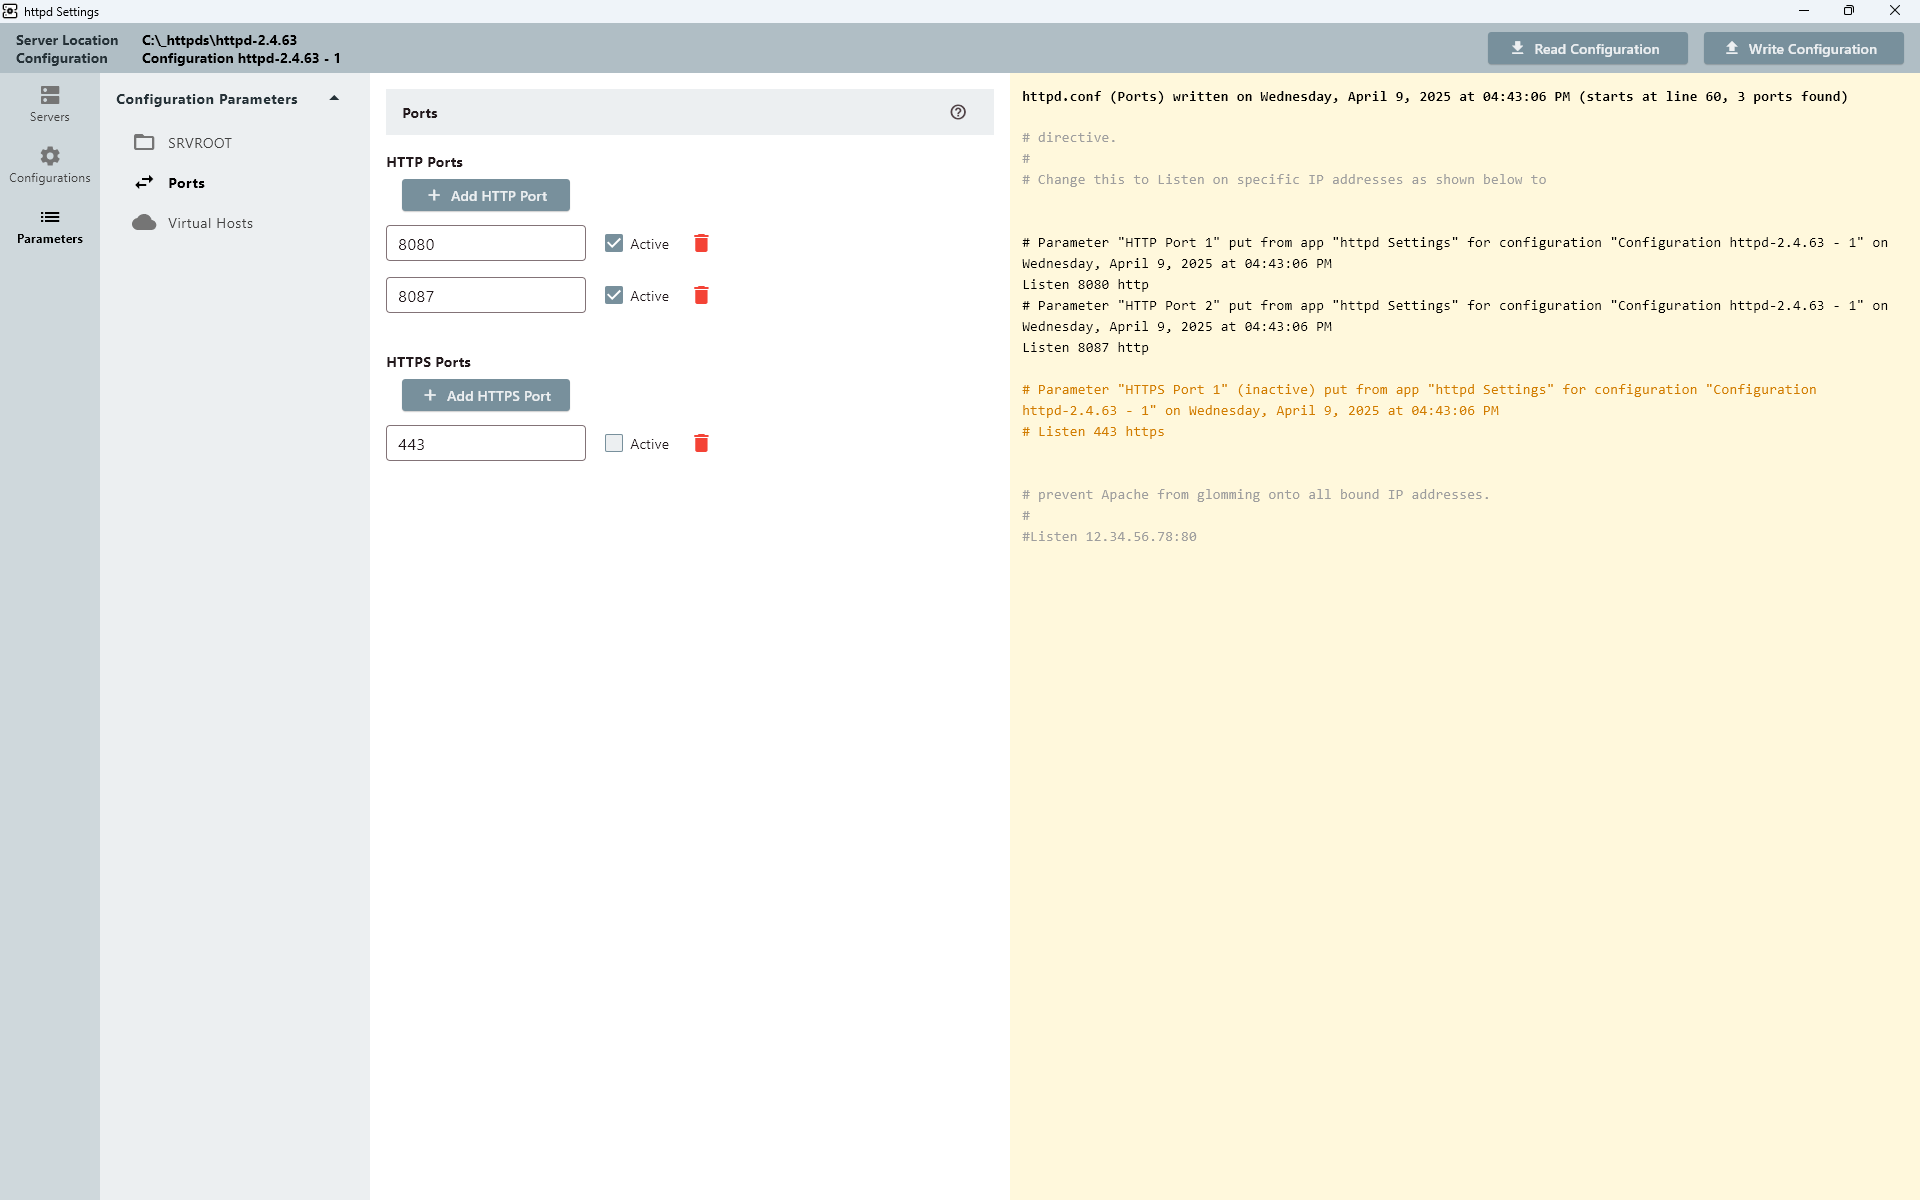 httpd Settings
Server Location C:\_httpds\httpd-2.4.63
Configuration Configuration httpd-2.4.63 - 1
Read Configuration
Write Configuration
Servers
Configurations
Parameters
Configuration Parameters
SRVROOT
Ports
Virtual Hosts
Ports
HTTP Ports
Add HTTP Port
8080 Active
8087 Active
HTTPS Ports
Add HTTPS Port
443 Active
httpd.conf (Ports) written on Wednesday, April 9, 2025 at 04:43:06 PM (starts at line 60, 3 ports found)
# directive.
#
# Change this to Listen on specific IP addresses as shown below to
# Parameter "HTTP Port 1" put from app "httpd Settings" for configuration "Configuration httpd-2.4.63 - 1" on
Wednesday, April 9, 2025 at 04:43:06 PM
Listen 8080 http
# Parameter "HTTP Port 2" put from app "httpd Settings" for configuration "Configuration httpd-2.4.63 - 1" on
Wednesday, April 9, 2025 at 04:43:06 PM
Listen 8087 http
# Parameter "HTTPS Port 1" (inactive) put from app "httpd Settings" for configuration "Configuration
httpd-2.4.63 - 1" on Wednesday, April 9, 2025 at 04:43:06 PM
# Listen 443 https
# prevent Apache from glomming onto all bound IP addresses.
#
#Listen 12.34.56.78:80